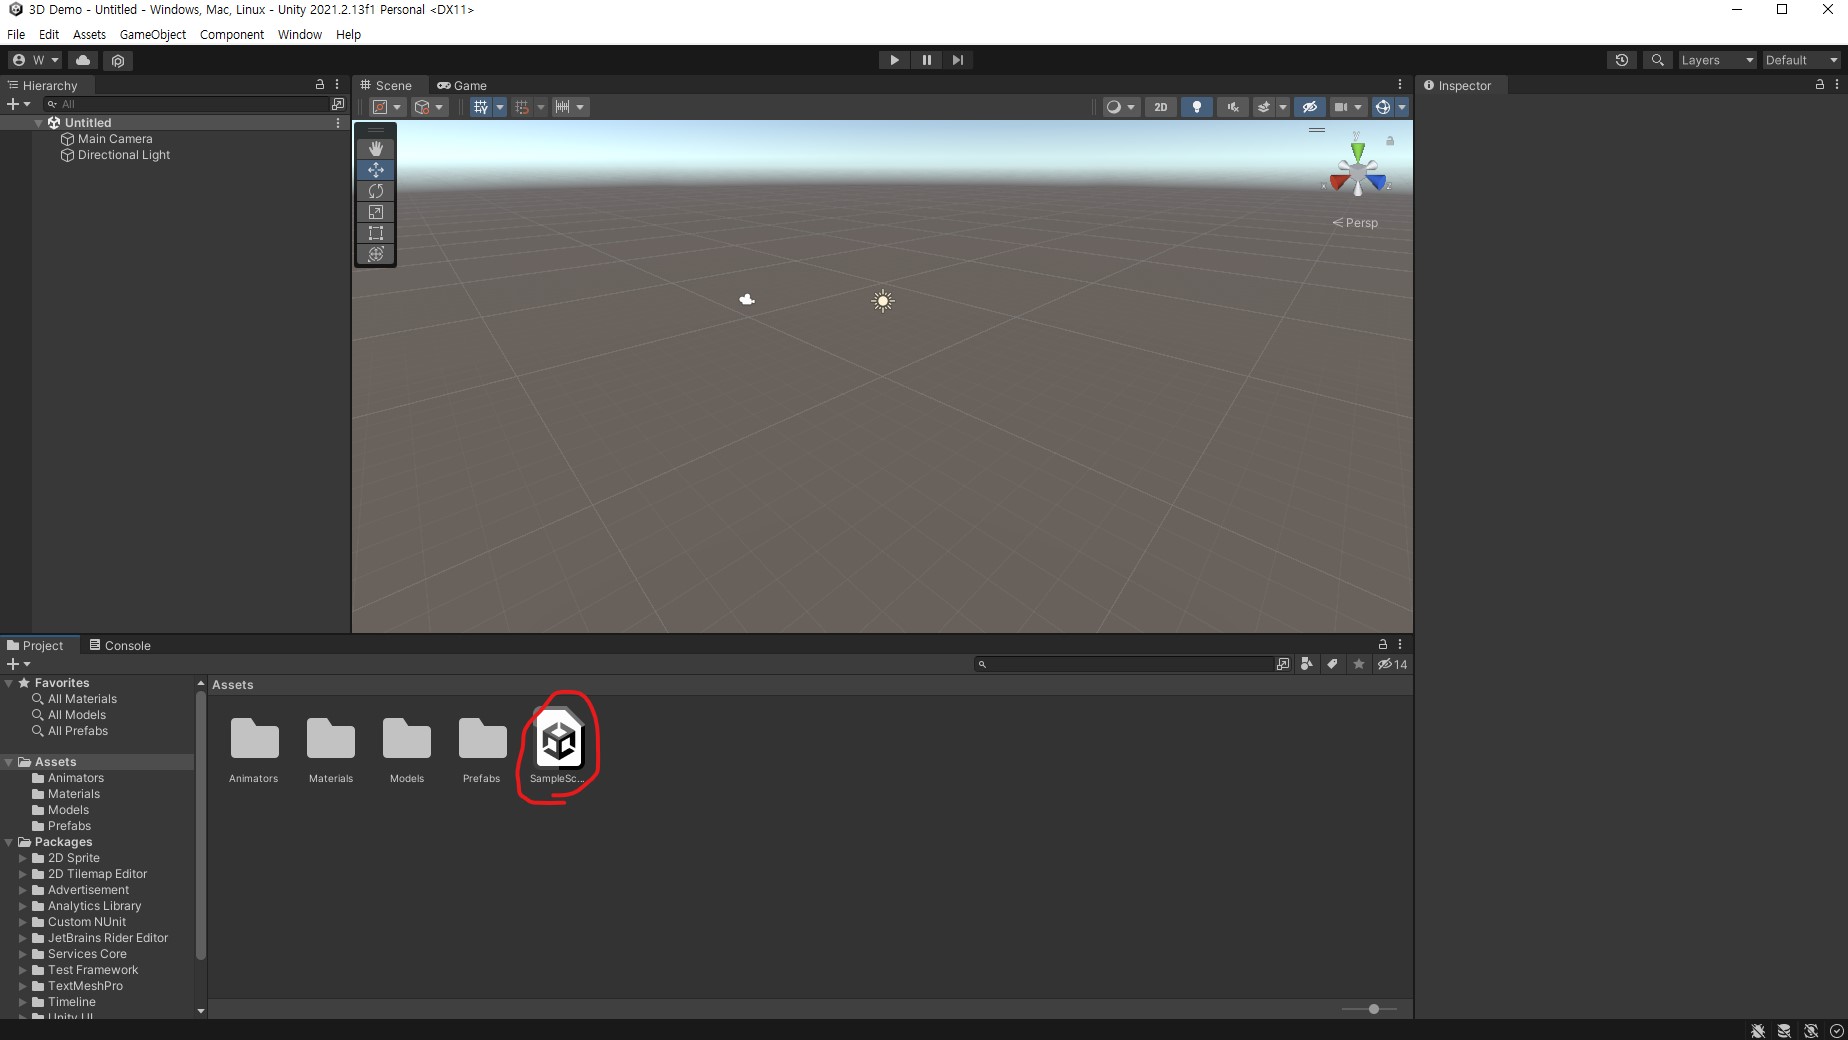 3D Demo - Untitled - Windows, Mac, Linux - Unity 2021.2.13f1 Personal <DX11>
File Edit Assets GameObject Component Window Help
W Layers Default
Hierarchy
All
Untitled
Main Camera
Directional Light
Scene Game
2D
y
x z
Persp
Inspector
Project Console
14
Favorites
All Materials
All Models
All Prefabs
Assets
Animators
Materials
Models
Prefabs
Packages
2D Sprite
2D Tilemap Editor
Advertisement
Analytics Library
Custom NUnit
JetBrains Rider Editor
Services Core
Test Framework
TextMeshPro
Timeline
Unity UI
Assets
Animators Materials Models Prefabs SampleSc...